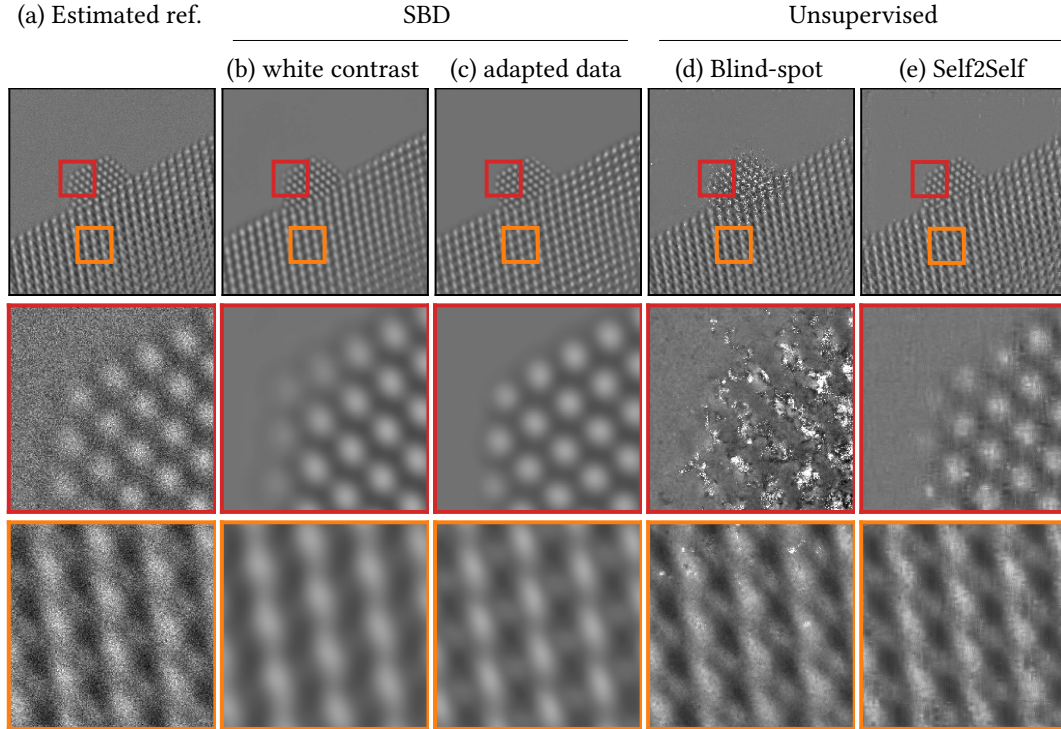 (a) Estimated ref.
SBD
Unsupervised
(b) white contrast
(c) adapted data
(d) Blind-spot
(e) Self2Self